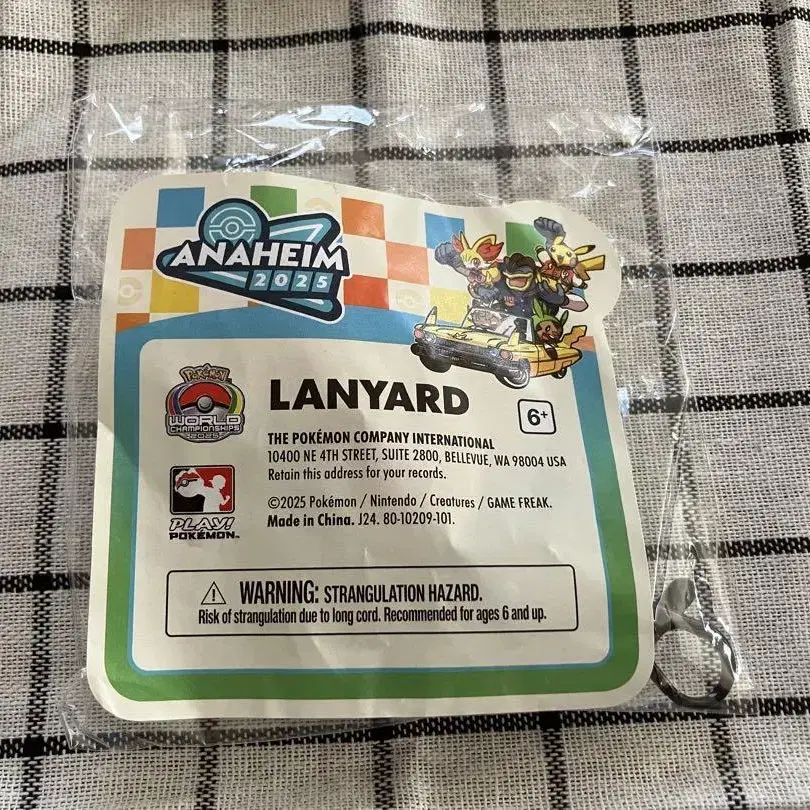 ANAHEIM
2025
LANYARD
6+
Pokémon
WORLD
CHAMPIONSHIPS
2025
THE POKÉMON COMPANY INTERNATIONAL
10400 NE 4TH STREET, SUITE 2800, BELLEVUE, WA 98004 USA
Retain this address for your records.
PLAY!
POKÉMON™
©2025 Pokémon / Nintendo / Creatures / GAME FREAK.
Made in China. J24. 80-10209-101.
WARNING: STRANGULATION HAZARD.
Risk of strangulation due to long cord. Recommended for ages 6 and up.